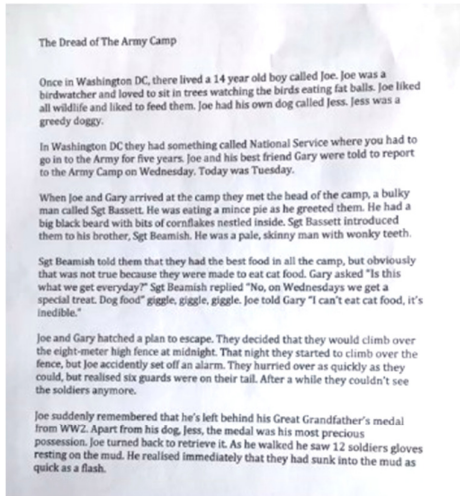 The Dread of The Army Camp
Once in Washington DC, there lived a 14 year old boy called Joe. Joe was a
birdwatcher and loved to sit in trees watching the birds eating fat balls. Joe liked
all wildlife and liked to feed them. Joe had his own dog called Jess. Jess was a
greedy doggy.
In Washington DC they had something called National Service where you had to
go in to the Army for five years. Joe and his best friend Gary were told to report
to the Army Camp on Wednesday. Today was Tuesday.
When Joe and Gary arrived at the camp they met the head of the camp, a bulky
man called Sgt Bassett. He was eating a mince pie as he greeted them. He had a
big black beard with bits of cornflakes nestled inside. Sgt Bassett introduced
them to his brother, Sgt Beamish. He was a pale, skinny man with wonky teeth.
Sgt Beamish told them that they had the best food in all the camp, but obviously
that was not true because they were made to eat cat food. Gary asked "Is this
what we get everyday?" Sgt Beamish replied "No, on Wednesdays we get a
special treat. Dog food" giggle, giggle, giggle. Joe told Gary "I can't eat cat food, it's
inedible."
Joe and Gary hatched a plan to escape. They decided that they would climb over
the eight-meter high fence at midnight. That night they started to climb over the
fence, but Joe accidently set off an alarm. They hurried over as quickly as they
could, but realised six guards were on their tail. After a while they couldn't see
the soldiers anymore.
Joe suddenly remembered that he's left behind his Great Grandfather's medal
from WW2. Apart from his dog, Jess, the medal was his most precious
possession. Joe turned back to retrieve it. As he walked he saw 12 soldiers gloves
resting on the mud. He realised immediately that they had sunk into the mud as
quick as a flash.